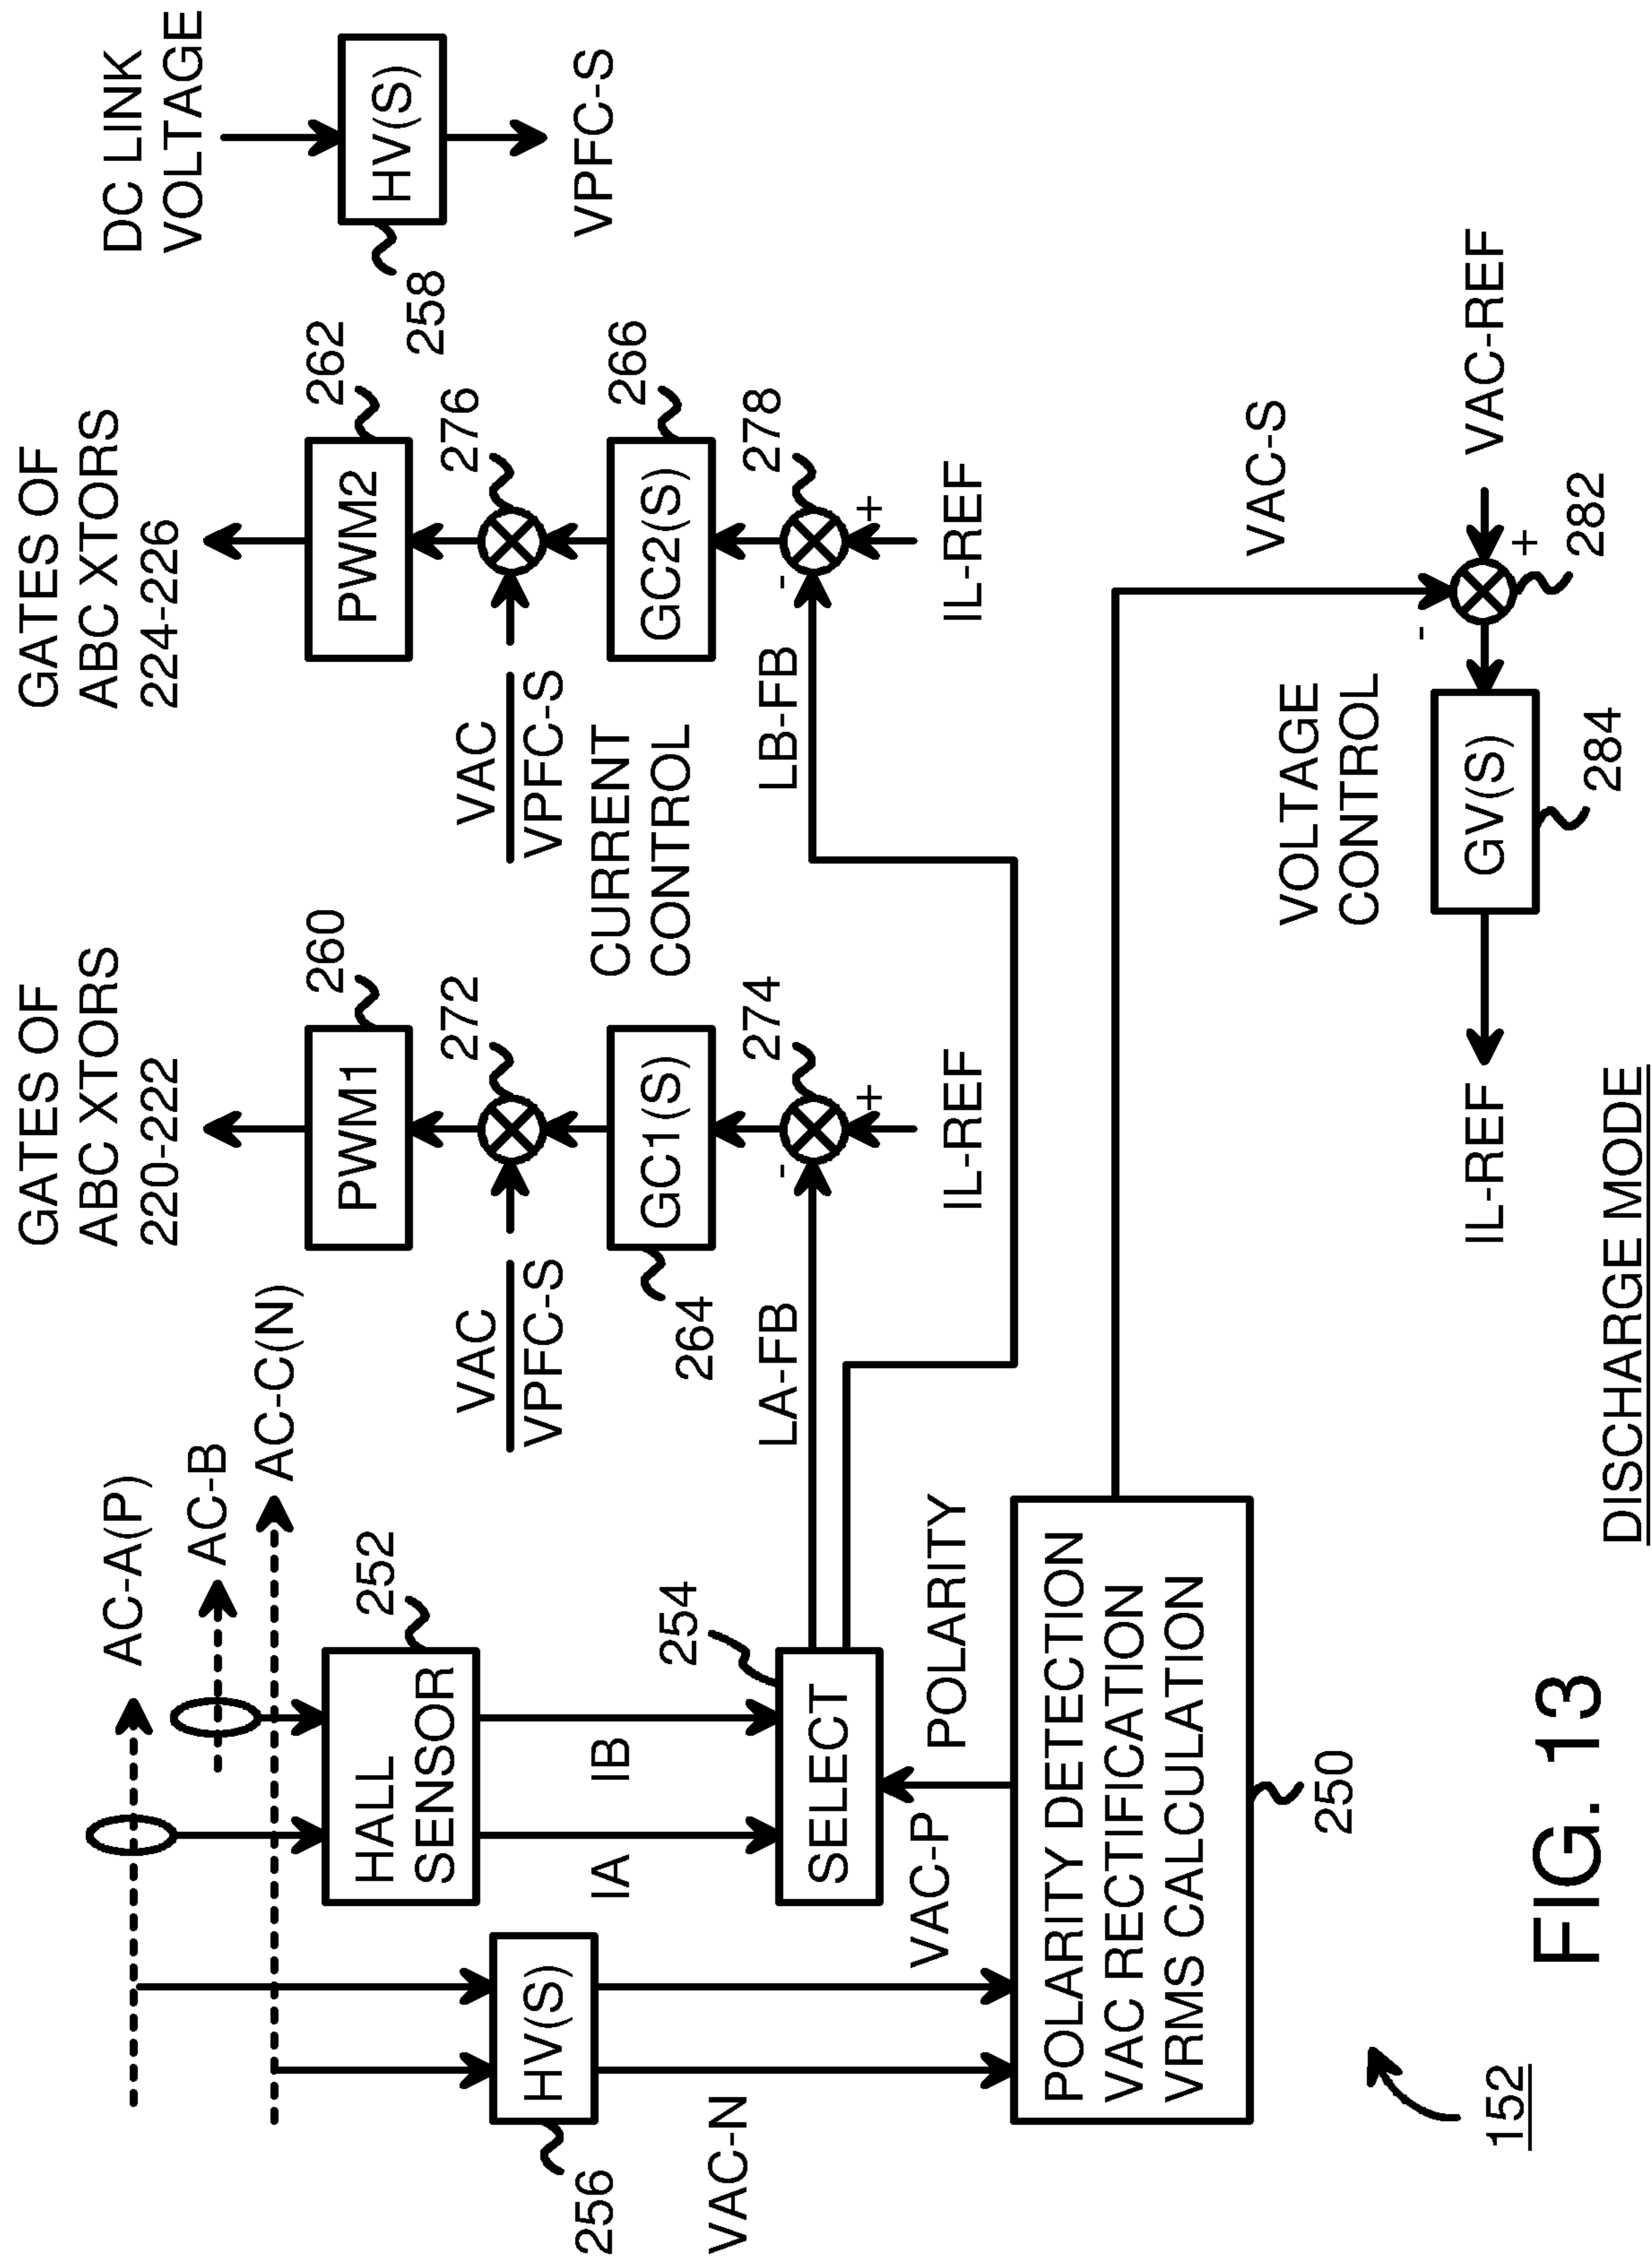 GATES OF
ABC XTORS
220-222
GATES OF
ABC XTORS
224-226
DC LINK
VOLTAGE
AC-A(P)
AC-B
AC-C(N)
252
HALL
SENSOR
PWM1
260
PWM2
262
HV(S)
258
VPFC-S
VAC
VPFC-S
272
VAC
VPFC-S
276
HV(S)
256
IA
IB
GC1(S)
264
CURRENT
CONTROL
GC2(S)
266
VAC-N
254
SELECT
LA-FB
-
274
+
IL-REF
LB-FB
-
278
+
IL-REF
VAC-P
POLARITY
POLARITY DETECTION
VAC RECTIFICATION
VRMS CALCULATION
250
VAC-S
VOLTAGE
CONTROL
-
VAC-REF
+
282
GV(S)
284
IL-REF
152
FIG. 13
DISCHARGE MODE